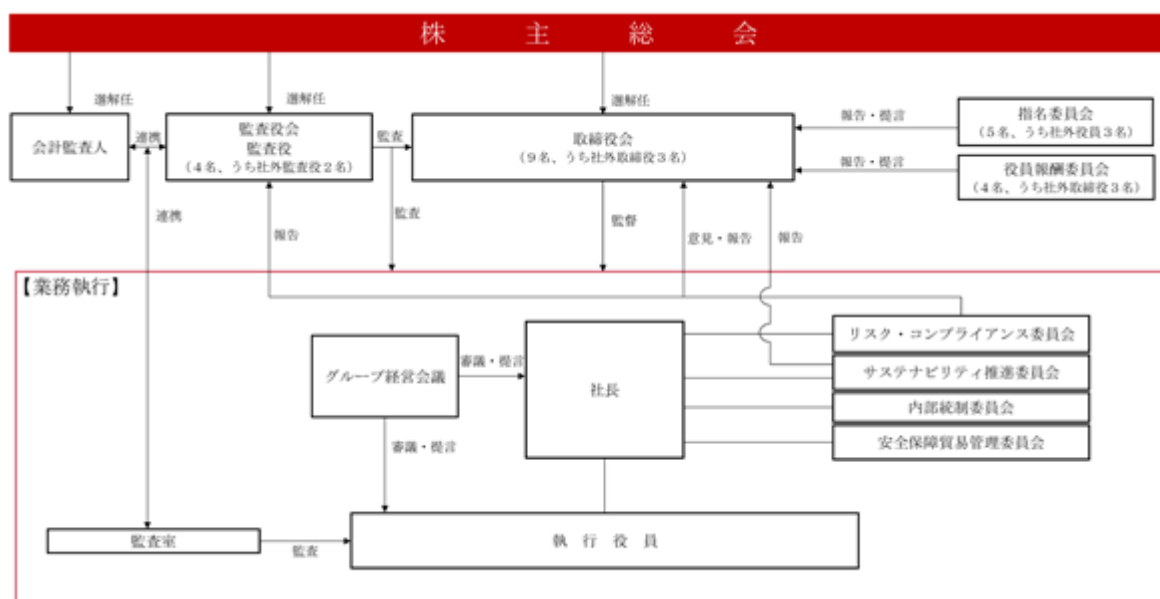 株主総会
選解任
選解任
選解任
会計監査人
連携
監査役会
監査役
(4名、うち社外監査役2名)
監査
取締役会
(9名、うち社外取締役3名)
報告・提言
指名委員会
(5名、うち社外役員3名)
報告・提言
役員報酬委員会
(4名、うち社外取締役3名)
連携
報告
監査
監督
意見・報告
報告
【業務執行】
グループ経営会議
審議・提言
社長
リスク・コンプライアンス委員会
サステナビリティ推進委員会
内部統制委員会
安全保障貿易管理委員会
審議・提言
監査室
監査
執行役員